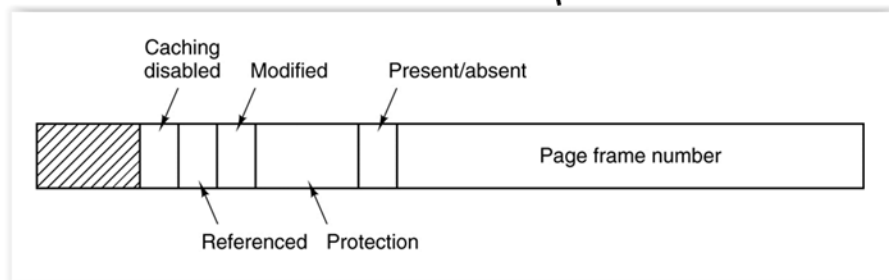 Caching
disabled
Modified
Present/absent
Page frame number
Referenced
Protection